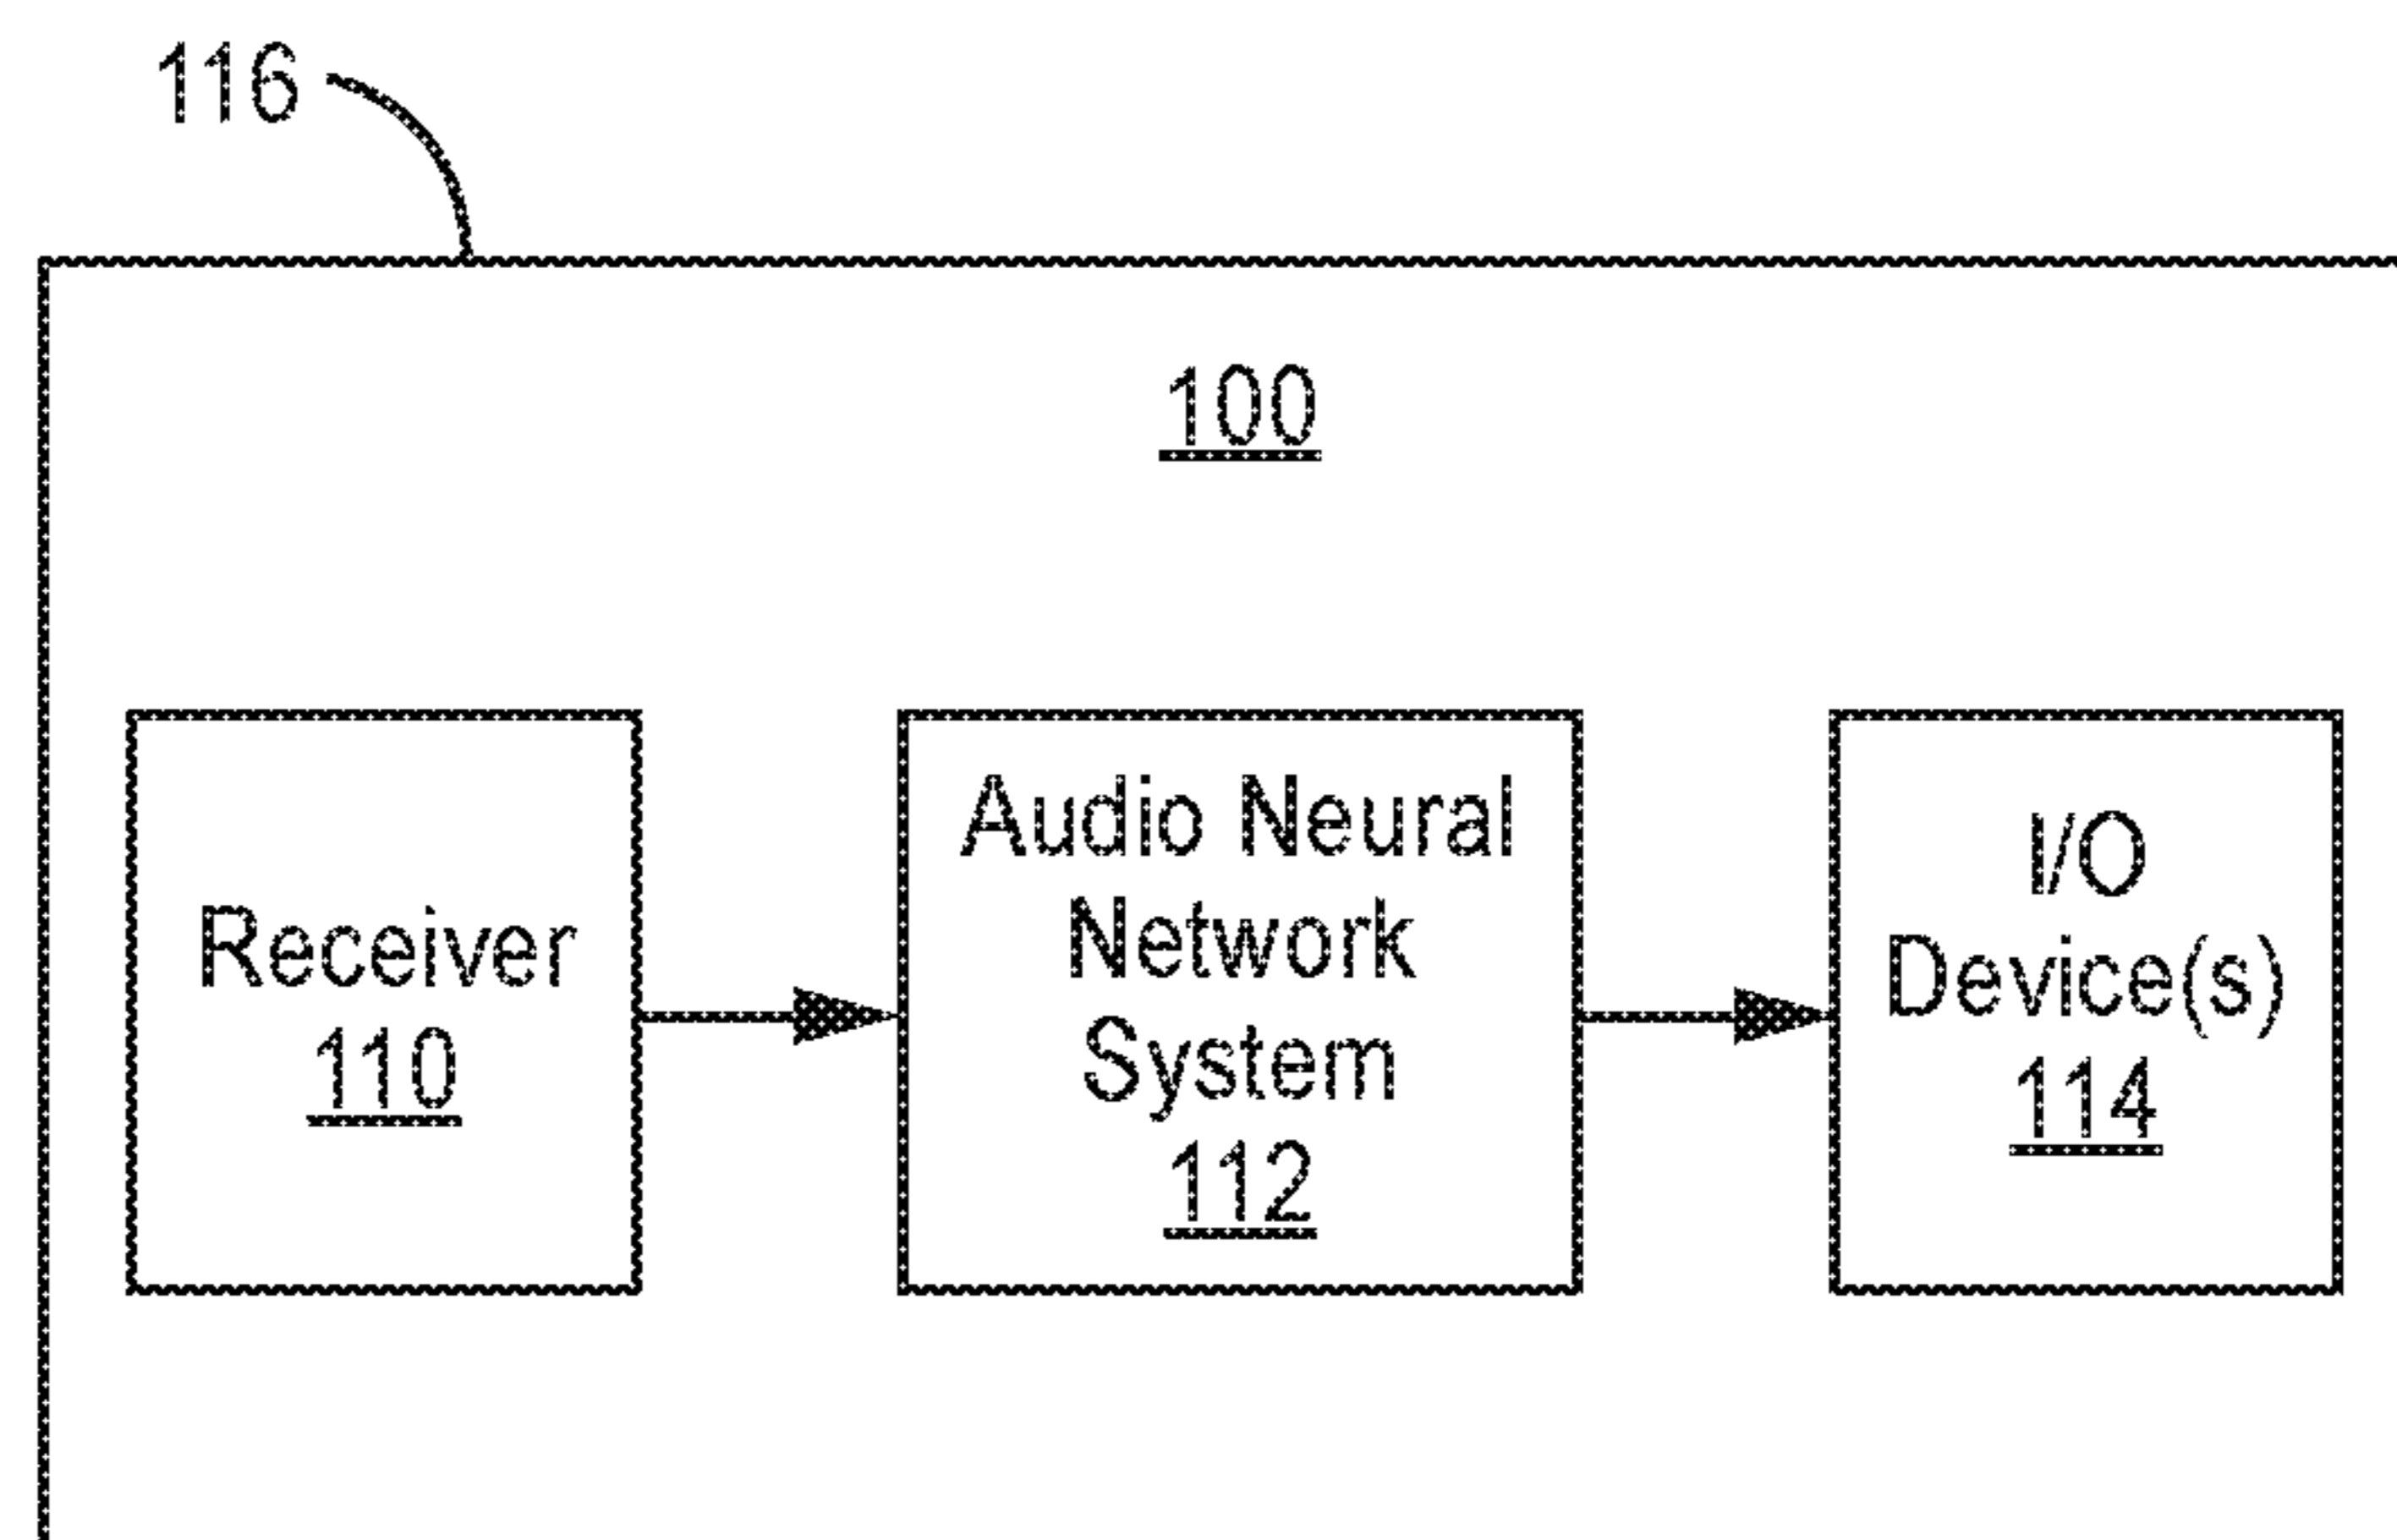 116
100
Receiver
110
Audio Neural
Network
System
112
I/O
Device(s)
114